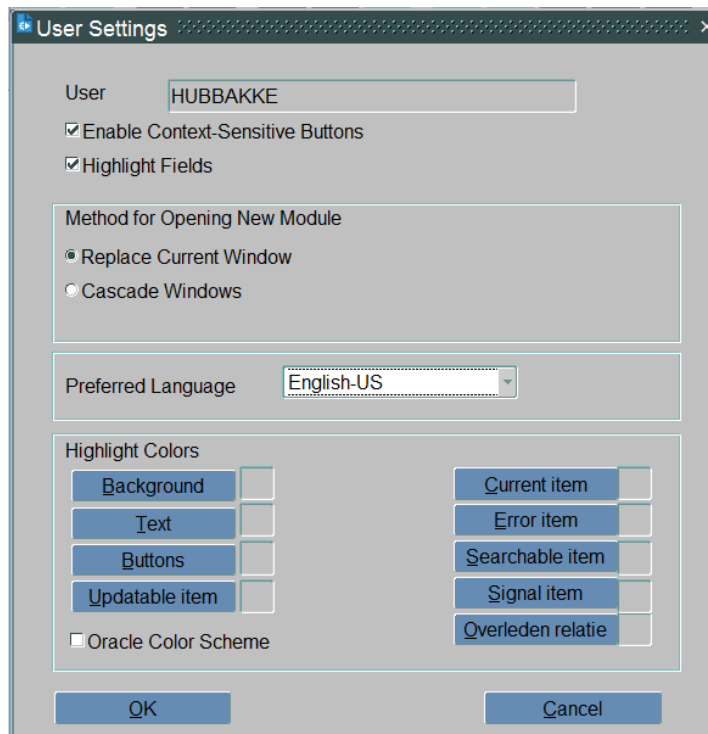 User Settings
User HUBBAKKE
Enable Context-Sensitive Buttons
Highlight Fields
Method for Opening New Module
Replace Current Window
Cascade Windows
Preferred Language English-US
Highlight Colors
Background
Text
Buttons
Updatable item
Oracle Color Scheme
Current item
Error item
Searchable item
Signal item
Overleden relatie
OK
Cancel